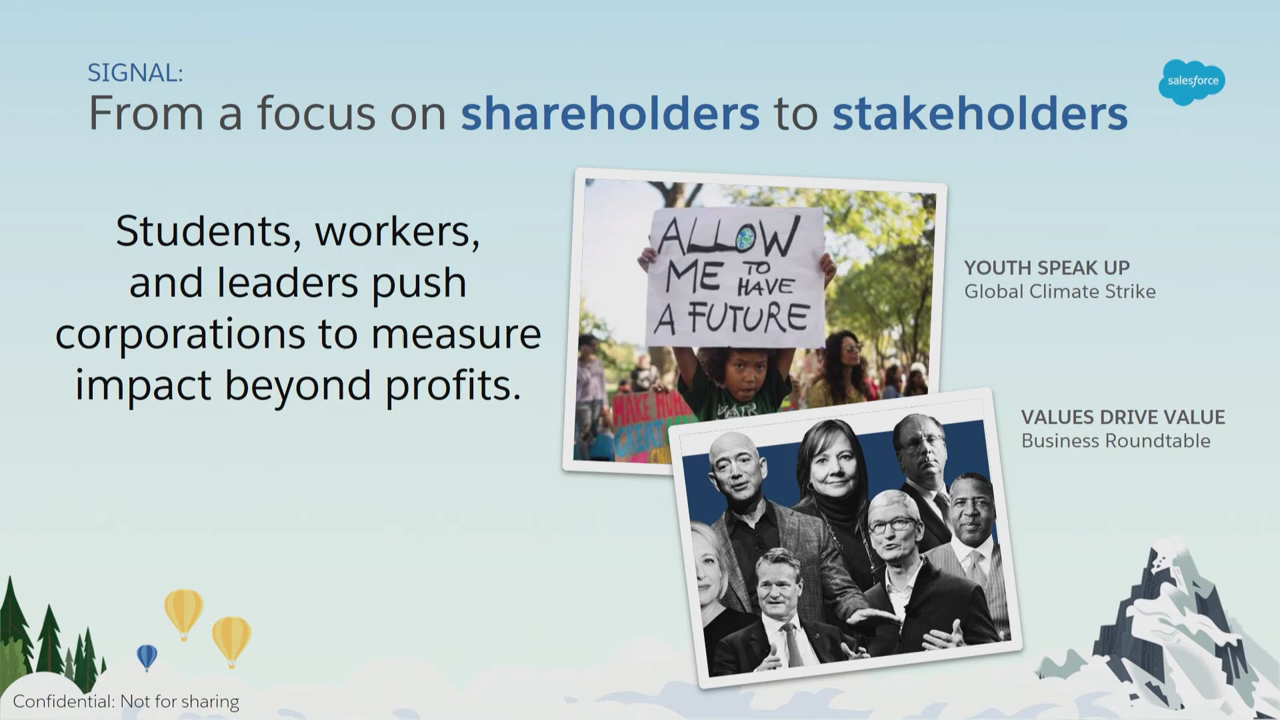 SIGNAL:
From a focus on shareholders to stakeholders
salesforce
Students, workers,
and leaders push
corporations to measure
impact beyond profits.
ALLOW
ME TO HAVE
A FUTURE
MAKE
GREAT
YOUTH SPEAK UP
Global Climate Strike
VALUES DRIVE VALUE
Business Roundtable
Confidential: Not for sharing